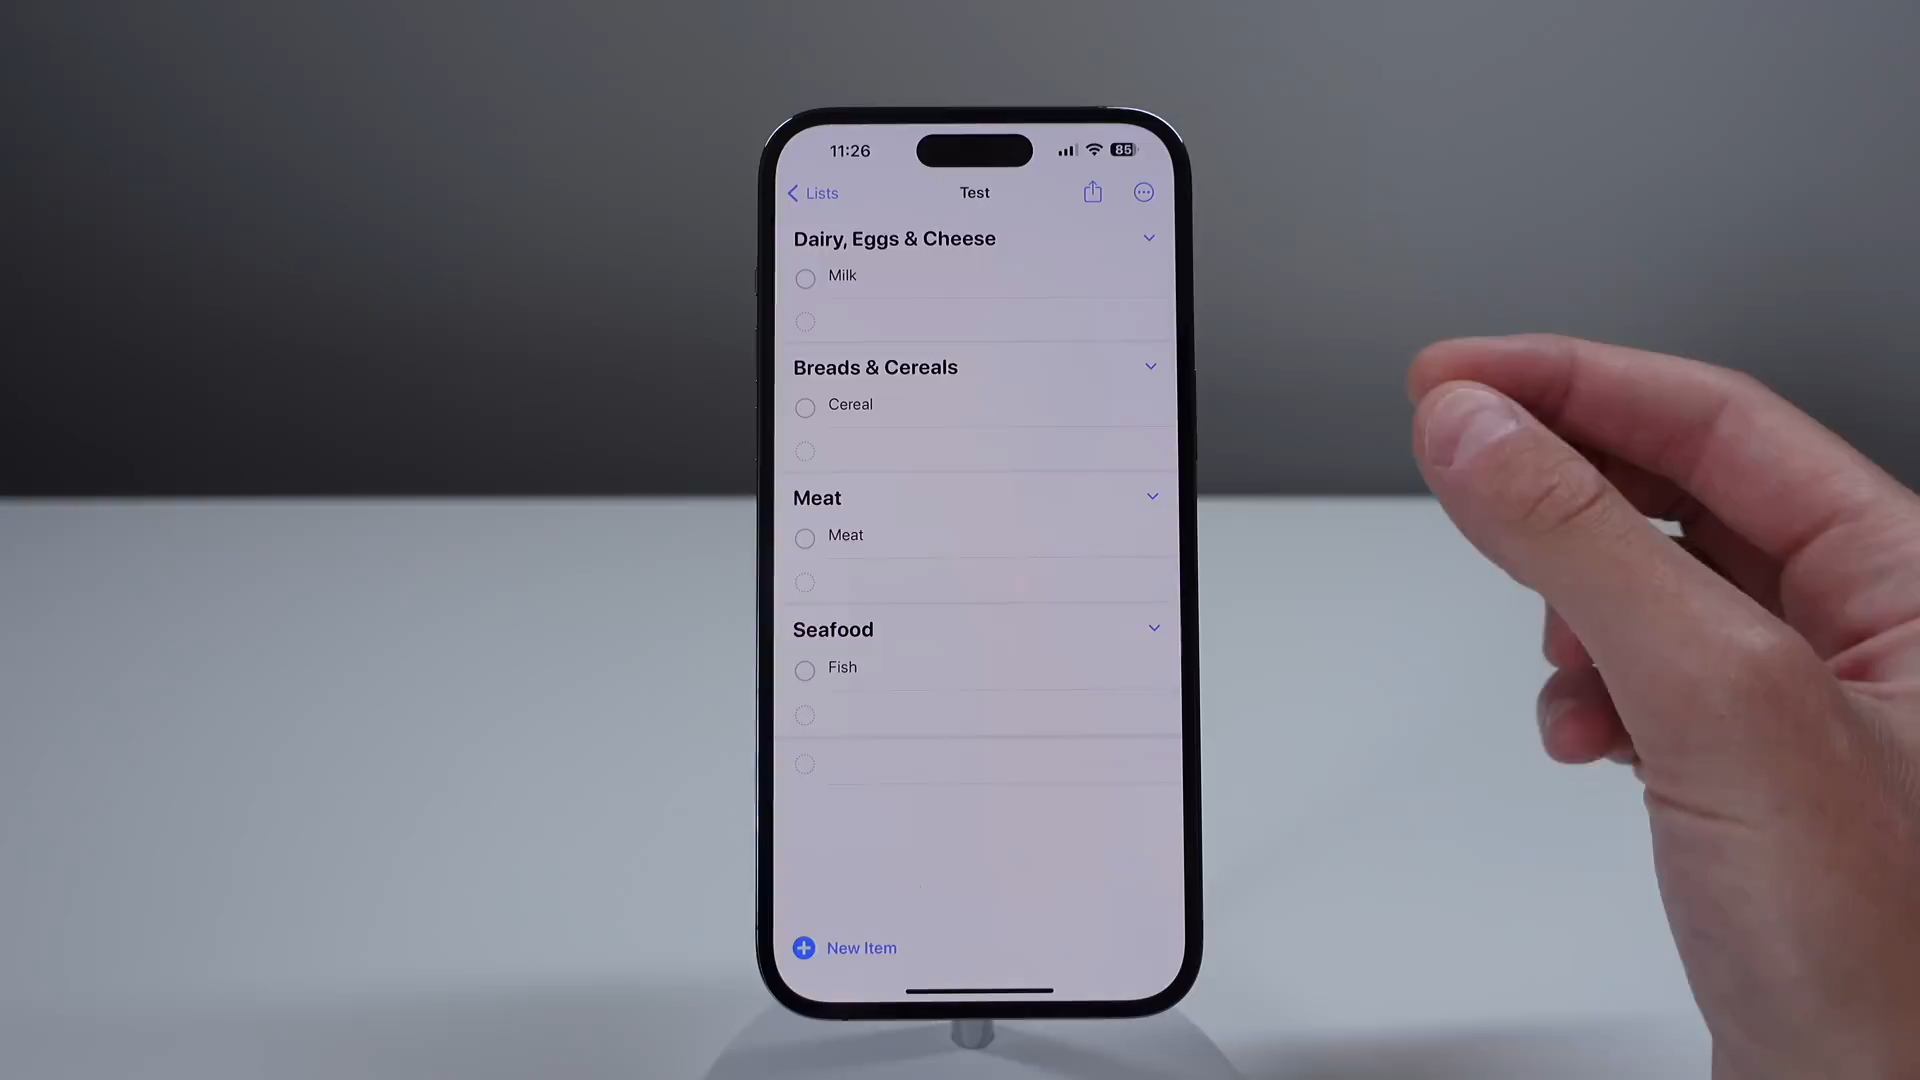 11:26
85
Lists
Test
Dairy, Eggs & Cheese
Milk
Breads & Cereals
Cereal
Meat
Meat
Seafood
Fish
New Item